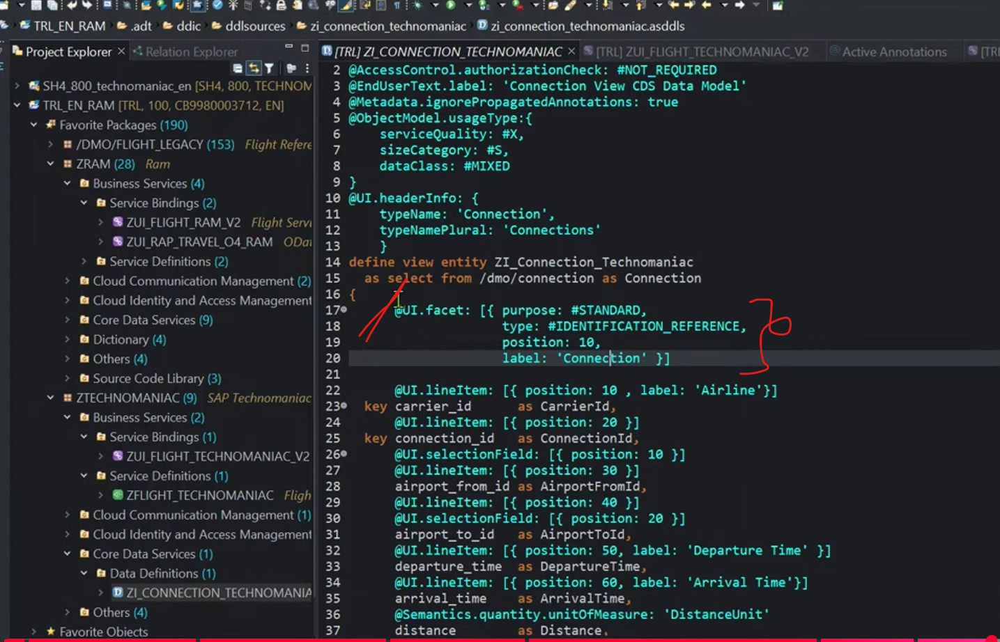 TRL_EN_RAM > .adt > ddic > ddlsources > zi_connection_technomaniac > zi_connection_technomaniac.asddls
Project Explorer
Relation Explorer
SH4_800_technomaniac_en [SH4, 800, TECHNOM
TRL_EN_RAM [TRL, 100, CB9980003712, EN]
Favorite Packages (190)
/DMO/FLIGHT_LEGACY (153) Flight Refere
ZRAM (28) Ram
Business Services (4)
Service Bindings (2)
ZUI_FLIGHT_RAM_V2 Flight Servi
ZUI_RAP_TRAVEL_O4_RAM ODat
Service Definitions (2)
Cloud Communication Management (2)
Cloud Identity and Access Management
Core Data Services (9)
Dictionary (4)
Others (4)
Source Code Library (3)
ZTECHNOMANIAC (9) SAP Technomaniac
Business Services (2)
Service Bindings (1)
ZUI_FLIGHT_TECHNOMANIAC_V2
Service Definitions (1)
ZFLIGHT_TECHNOMANIAC Fligh
Cloud Communication Management (1)
Cloud Identity and Access Management
Core Data Services (1)
Data Definitions (1)
ZI_CONNECTION_TECHNOMANIA
Others (4)
Favorite Objects
[TRL] ZI_CONNECTION_TECHNOMANIAC
[TRL] ZUI_FLIGHT_TECHNOMANIAC_V2
Active Annotations
[TR
2 @AccessControl.authorizationCheck: #NOT_REQUIRED
3 @EndUserText.label: 'Connection View CDS Data Model'
4 @Metadata.ignorePropagatedAnnotations: true
5 @ObjectModel.usageType:{
6 serviceQuality: #X,
7 sizeCategory: #S,
8 dataClass: #MIXED
9 }
10 @UI.headerInfo: {
11 typeName: 'Connection',
12 typeNamePlural: 'Connections'
13 }
14 define view entity ZI_Connection_Technomaniac
15 as select from /dmo/connection as Connection
16 {
17 @UI.facet: [{ purpose: #STANDARD,
18 type: #IDENTIFICATION_REFERENCE,
19 position: 10,
20 label: 'Connection' }]
21
22 @UI.lineItem: [{ position: 10 , label: 'Airline'}]
23 key carrier_id as CarrierId,
24 @UI.lineItem: [{ position: 20 }]
25 key connection_id as ConnectionId,
26 @UI.selectionField: [{ position: 10 }]
27 @UI.lineItem: [{ position: 30 }]
28 airport_from_id as AirportFromId,
29 @UI.lineItem: [{ position: 40 }]
30 @UI.selectionField: [{ position: 20 }]
31 airport_to_id as AirportToId,
32 @UI.lineItem: [{ position: 50, label: 'Departure Time' }]
33 departure_time as DepartureTime,
34 @UI.lineItem: [{ position: 60, label: 'Arrival Time'}]
35 arrival_time as ArrivalTime,
36 @Semantics.quantity.unitOfMeasure: 'DistanceUnit'
37 distance as Distance,